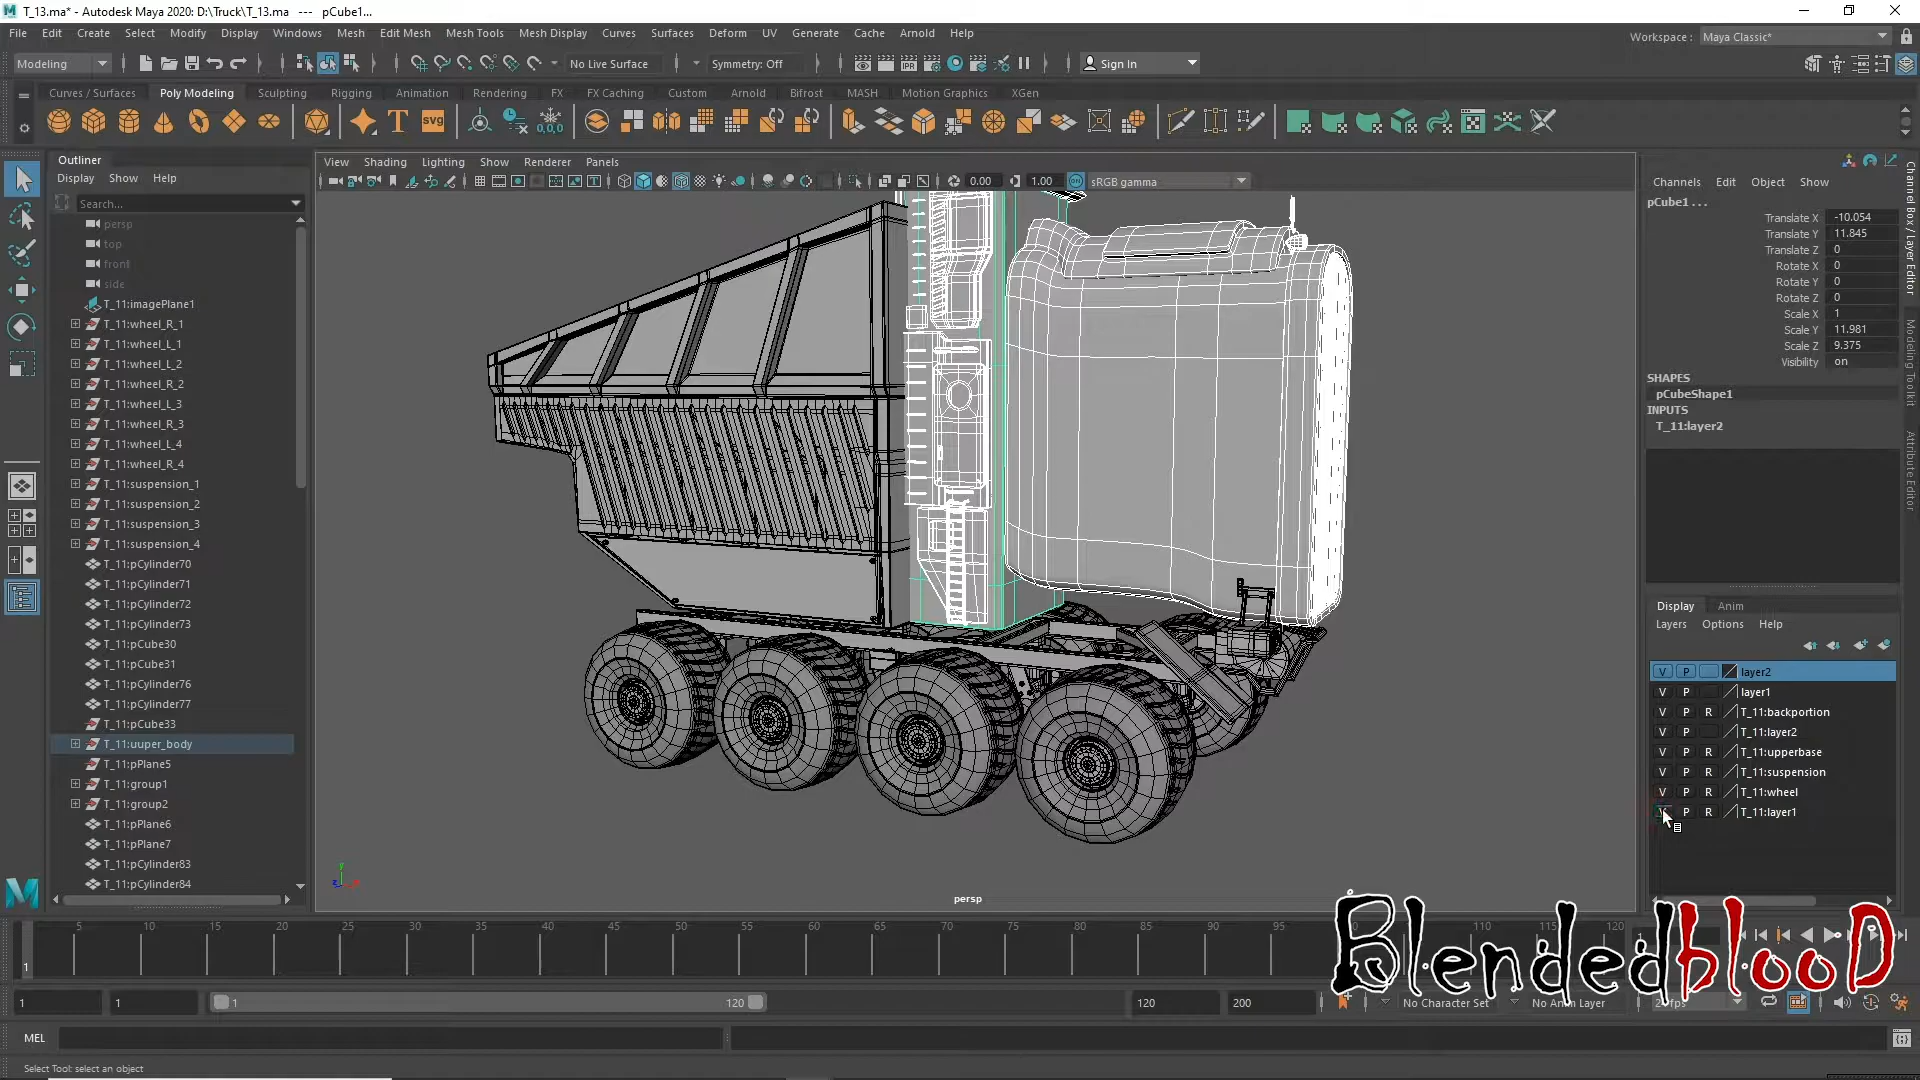 T_13.ma* - Autodesk Maya 2020: D:\Truck\T_13.ma --- pCube1...
File Edit Create Select Modify Display Windows Mesh Edit Mesh Mesh Tools Mesh Display Curves Surfaces Deform UV Generate Cache Arnold Help
Workspace : Maya Classic*
Modeling No Live Surface Symmetry: Off Sign In
Curves / Surfaces Poly Modeling Sculpting Rigging Animation Rendering FX FX Caching Custom Arnold Bifrost MASH Motion Graphics XGen
Outliner
Display Show Help
Search...
persp
top
front
side
T_11:imagePlane1
T_11:wheel_R_1
T_11:wheel_L_1
T_11:wheel_L_2
T_11:wheel_R_2
T_11:wheel_L_3
T_11:wheel_R_3
T_11:wheel_L_4
T_11:wheel_R_4
T_11:suspension_1
T_11:suspension_2
T_11:suspension_3
T_11:suspension_4
T_11:pCylinder70
T_11:pCylinder71
T_11:pCylinder72
T_11:pCylinder73
T_11:pCube30
T_11:pCube31
T_11:pCylinder76
T_11:pCylinder77
T_11:pCube33
T_11:uuper_body
T_11:pPlane5
T_11:group1
T_11:group2
T_11:pPlane6
T_11:pPlane7
T_11:pCylinder83
T_11:pCylinder84
View Shading Lighting Show Renderer Panels
0.00 1.00 sRGB gamma
persp
Channels Edit Object Show
pCube1 ...
Translate X -10.054
Translate Y 11.845
Translate Z 0
Rotate X 0
Rotate Y 0
Rotate Z 0
Scale X 1
Scale Y 11.981
Scale Z 9.375
Visibility on
SHAPES
pCubeShape1
INPUTS
T_11:layer2
Channel Box / Layer Editor
Modeling Toolkit
Attribute Editor
Display Anim
Layers Options Help
V P layer2
V P layer1
V P R T_11:backportion
V P T_11:layer2
V P R T_11:upperbase
V P R T_11:suspension
V P R T_11:wheel
V P R T_11:layer1
5 10 15 20 25 30 35 40 45 50 55 60 65 70 75 80 85 90 95 110 115 120
1
BlendedblooD
1 1 1 120 120 200 No Character Set No Anim Layer
MEL
Select Tool: select an object